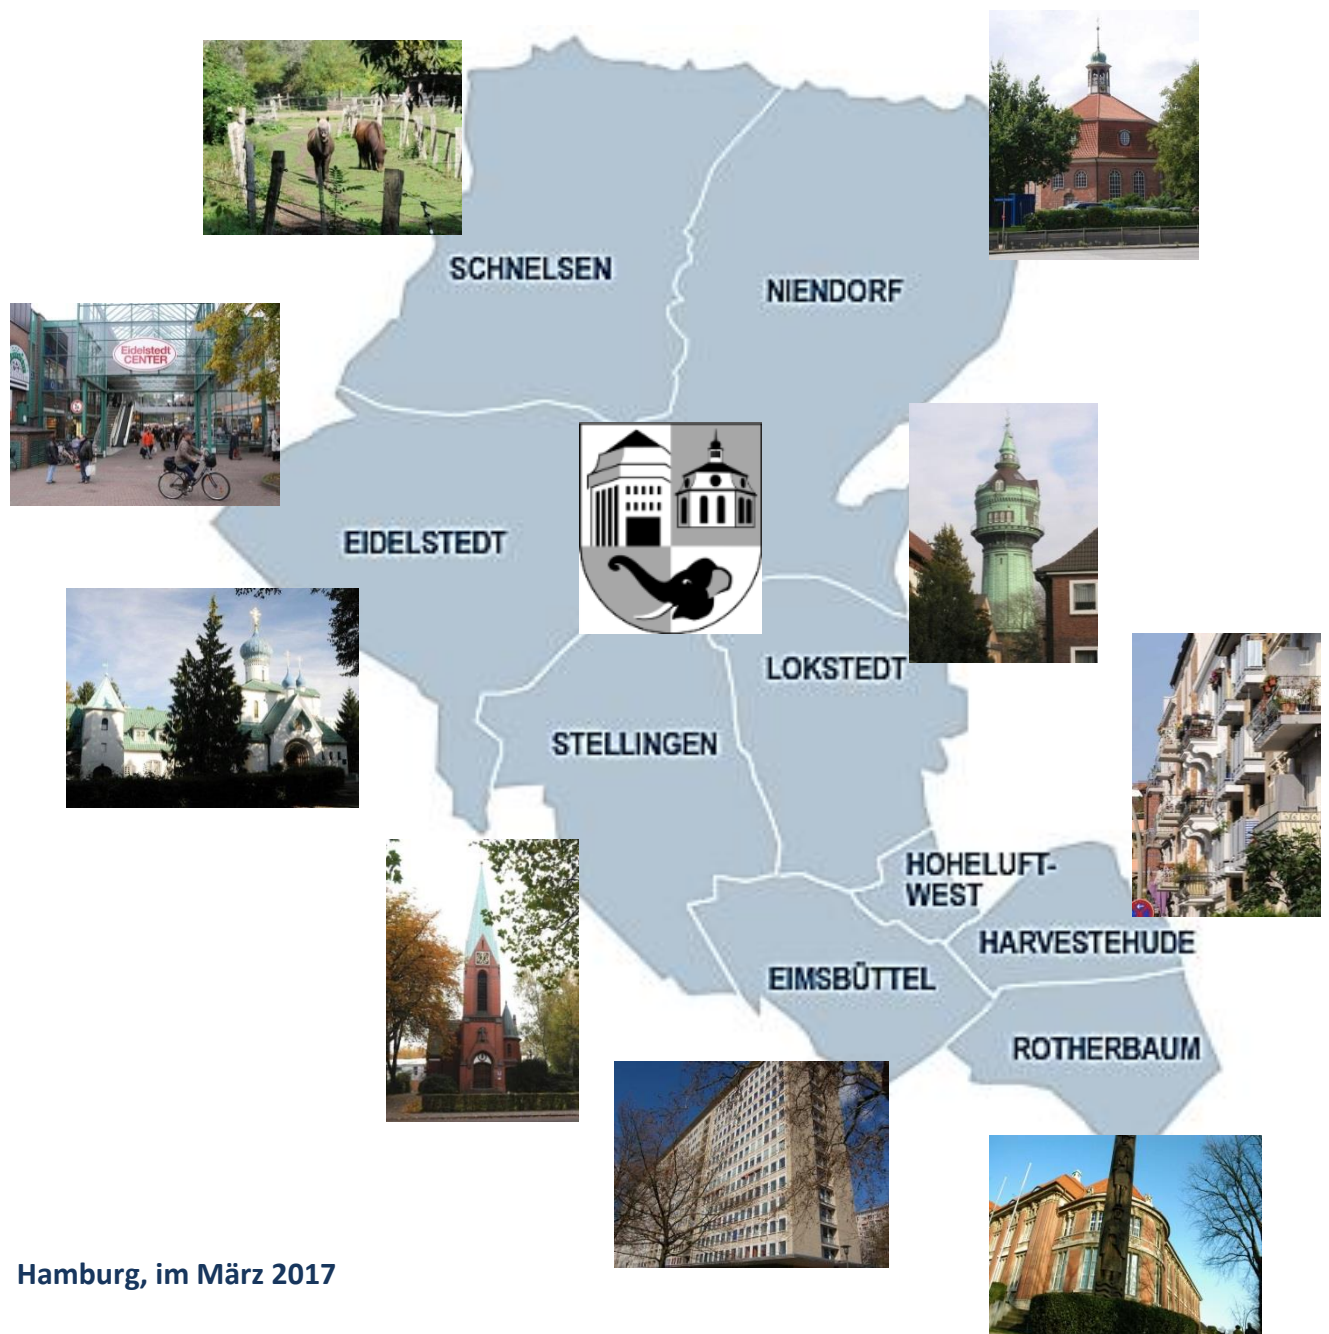 SCHNELSEN
NIENDORF
Eidelstedt
CENTER
EIDELSTEDT
LOKSTEDT
STELLINGEN
HOHELUFT-
WEST
HARVESTEHUDE
EIMSBÜTTEL
ROTHERBAUM
Hamburg, im März 2017